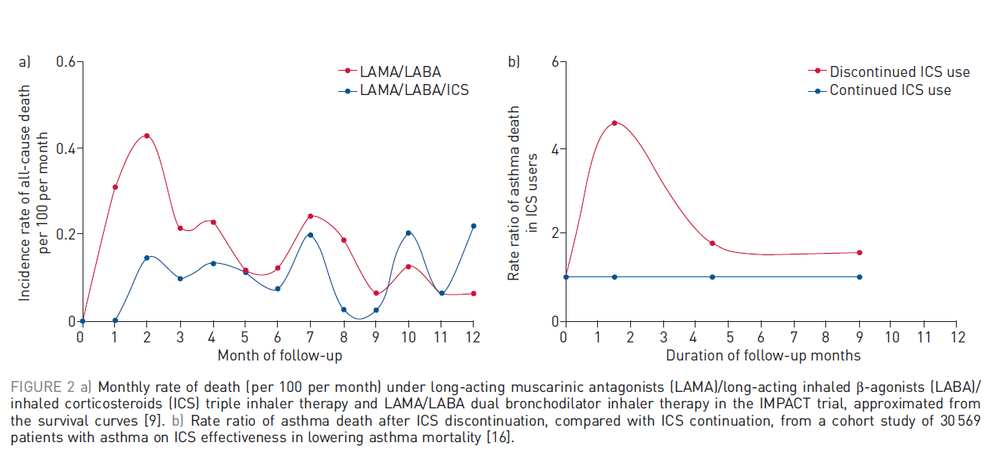 a)
0.6
0.4
0.2
0
Incidence rate of all-cause death
per 100 per month
LAMA/LABA
LAMA/LABA/ICS
0 1 2 3 4 5 6 7 8 9 10 11 12
Month of follow-up
b)
6
4
2
0
Rate ratio of asthma death
in ICS users
Discontinued ICS use
Continued ICS use
0 1 2 3 4 5 6 7 8 9 10 11 12
Duration of follow-up months
FIGURE 2 a) Monthly rate of death (per 100 per month) under long-acting muscarinic antagonists (LAMA)/long-acting inhaled β-agonists (LABA)/
inhaled corticosteroids (ICS) triple inhaler therapy and LAMA/LABA dual bronchodilator inhaler therapy in the IMPACT trial, approximated from
the survival curves [9]. b) Rate ratio of asthma death after ICS discontinuation, compared with ICS continuation, from a cohort study of 30 569
patients with asthma on ICS effectiveness in lowering asthma mortality [16].